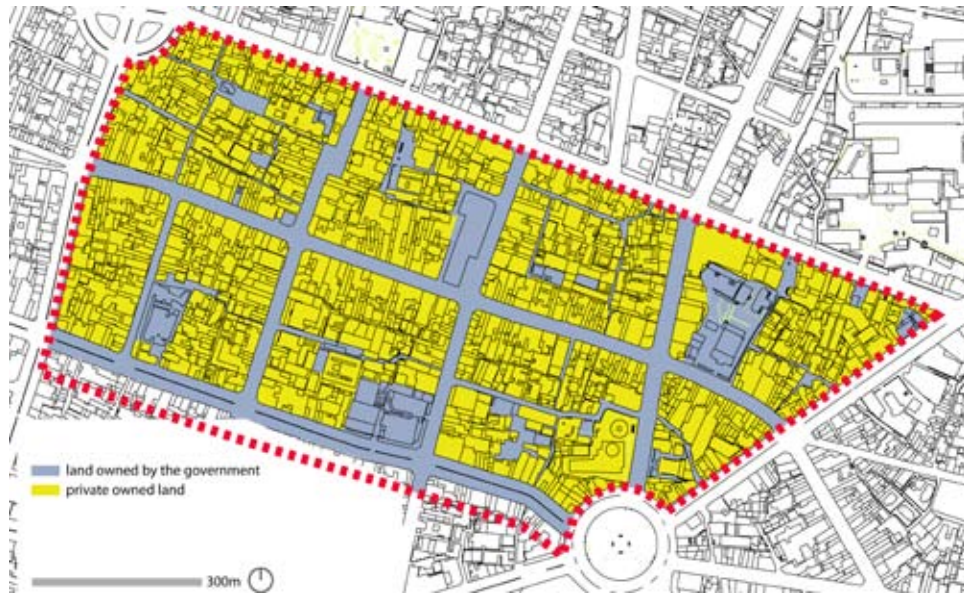 land owned by the government
private owned land
300m